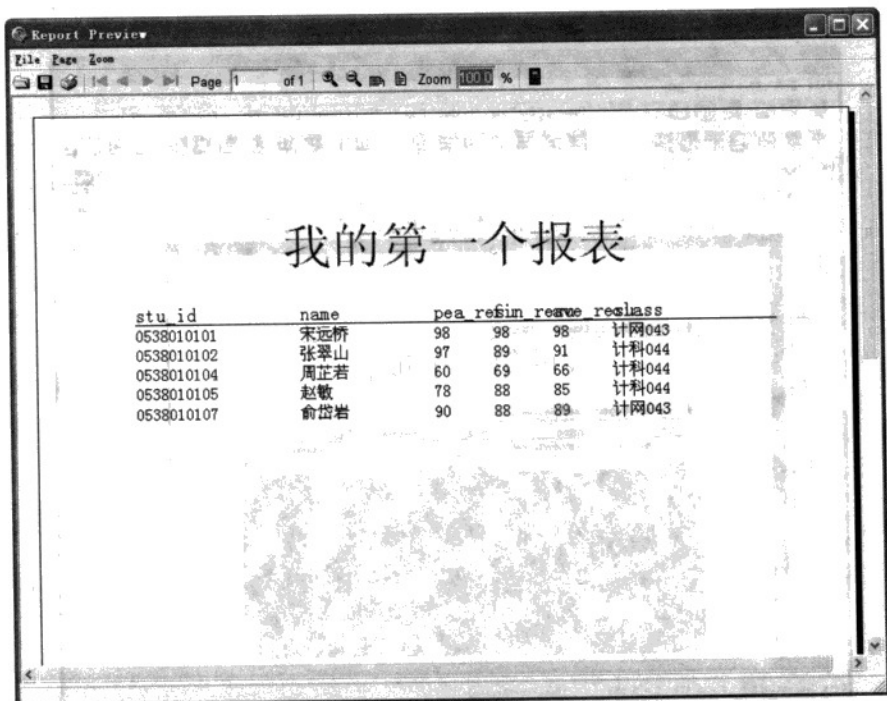 Report Preview
File Page Zoom
Page 1 of 1 Zoom 100.0 %
我的第一个报表
stu_id name pea_res fin_res ave_res class
0538010101 宋远桥 98 98 98 计网043
0538010102 张翠山 97 89 91 计科044
0538010104 周芷若 60 69 66 计科044
0538010105 赵敏 78 88 85 计科044
0538010107 俞岱岩 90 88 89 计网043